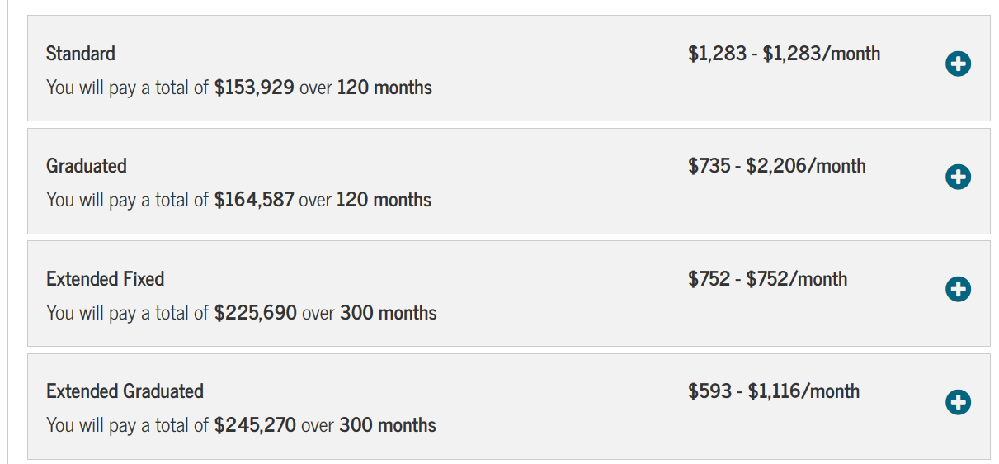 Standard
$1,283 - $1,283/month
You will pay a total of $153,929 over 120 months
Graduated
$735 - $2,206/month
You will pay a total of $164,587 over 120 months
Extended Fixed
$752 - $752/month
You will pay a total of $225,690 over 300 months
Extended Graduated
$593 - $1,116/month
You will pay a total of $245,270 over 300 months